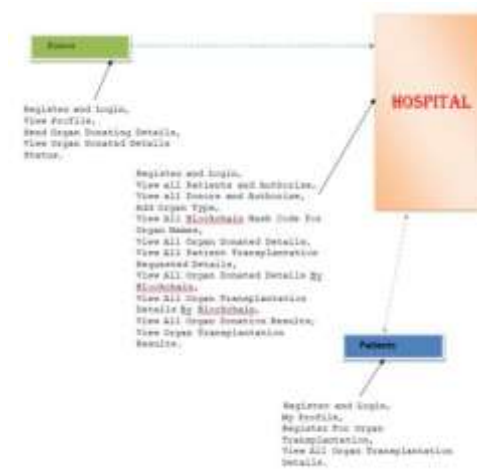 Donor
HOSPITAL
Register and Login,
View Profile,
Send Organ Donating Details,
View Organ Donated Details
Status.
Register and Login,
View all Patients and Authorize,
View all Donors and Authorize,
Add Organ Type,
View All Blockchain Hash Code For
Organ Names,
View All Organ Donated Details,
View All Patient Transplantation
Requested Details,
View All Organ Donated Details By
Blockchain,
View All Organ Transplantation
Details By Blockchain,
View All Organ Donation Results,
View Organ Transplantation
Results.
Patients
Register and Login,
My Profile,
Register For Organ
Transplantation,
View All Organ Transplantation
Details.